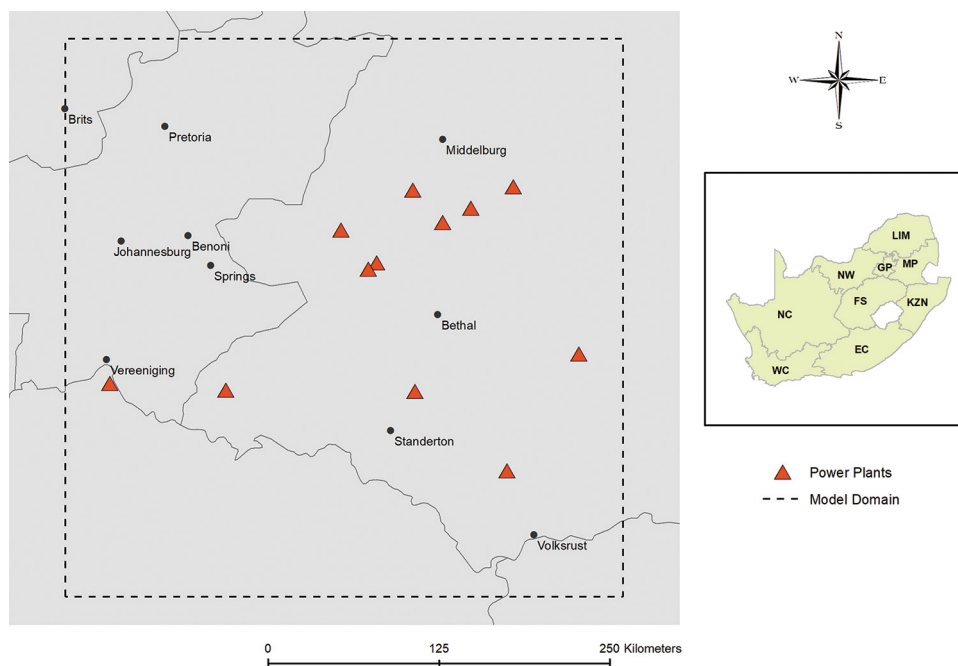 Brits
Pretoria
Middelburg
Johannesburg
Benoni
Springs
Bethal
Vereeniging
Standerton
Volksrust
0 125 250 Kilometers
N
W E
S
LIM
NW GP MP
FS KZN
NC
EC
WC
Power Plants
Model Domain